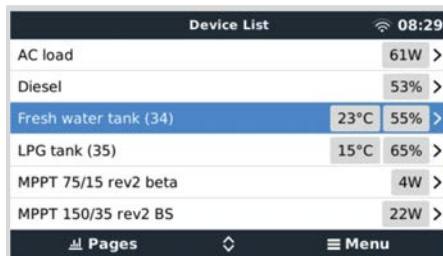 Device List 08:29
AC load 61W
Diesel 53%
Fresh water tank (34) 23°C 55%
LPG tank (35) 15°C 65%
MPPT 75/15 rev2 beta 4W
MPPT 150/35 rev2 BS 22W
Pages Menu